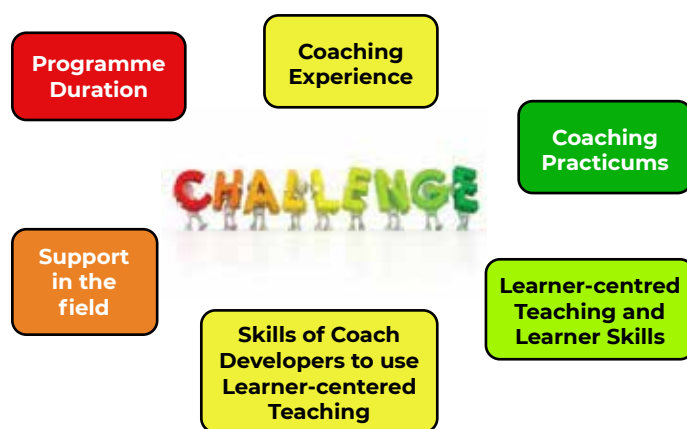 Programme
Duration
Coaching
Experience
Coaching
Practicums
CHALLENGE
Support
in the
field
Learner-centred
Teaching and
Learner Skills
Skills of Coach
Developers to use
Learner-centered
Teaching